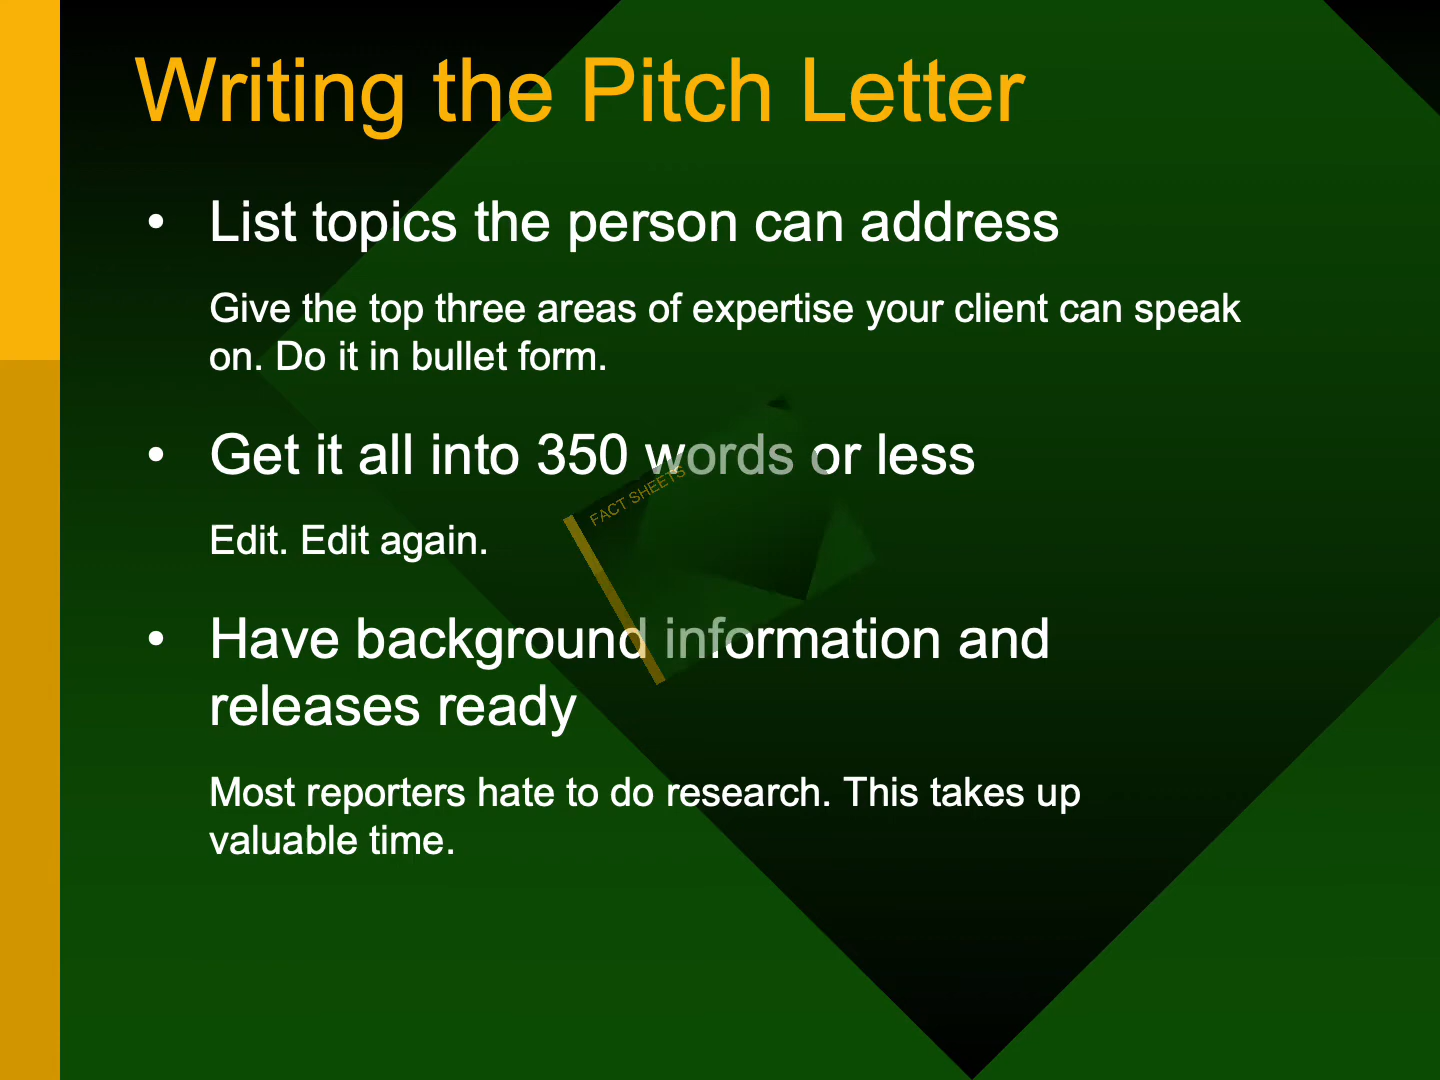 Writing the Pitch Letter
• List topics the person can address
Give the top three areas of expertise your client can speak
on. Do it in bullet form.
• Get it all into 350 words or less
FACT SHEETS
Edit. Edit again.
• Have background information and
releases ready
Most reporters hate to do research. This takes up
valuable time.